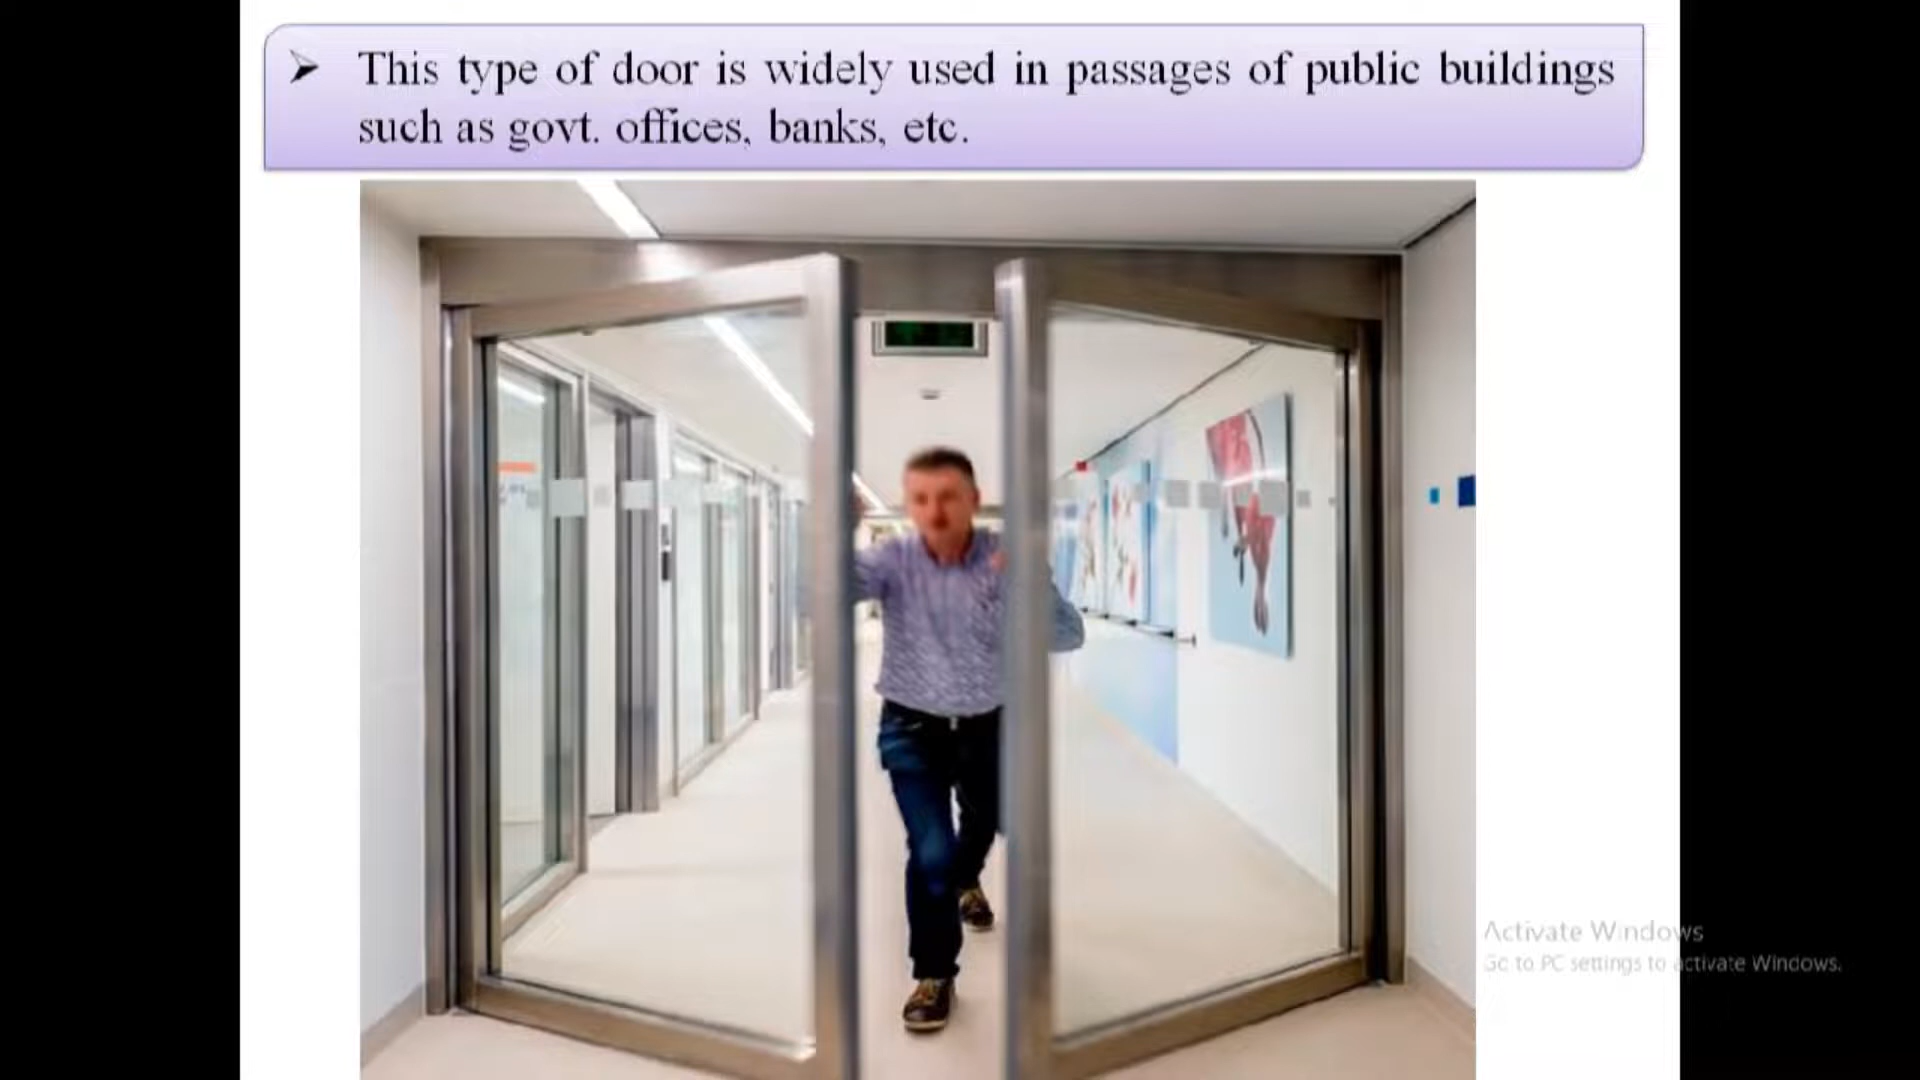 ➢ This type of door is widely used in passages of public buildings
such as govt. offices, banks, etc.
Activate Windows
Go to PC settings to activate Windows.